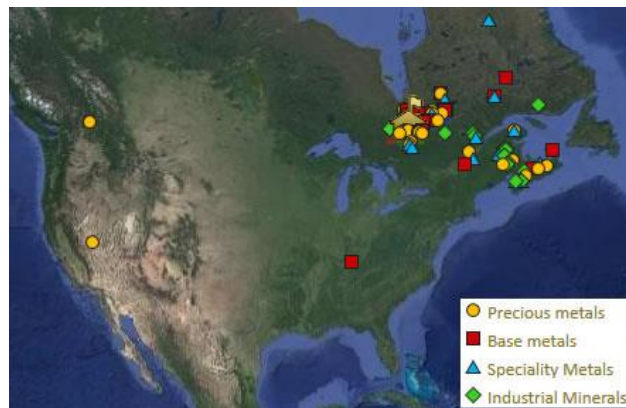 Precious metals
Base metals
Speciality Metals
Industrial Minerals